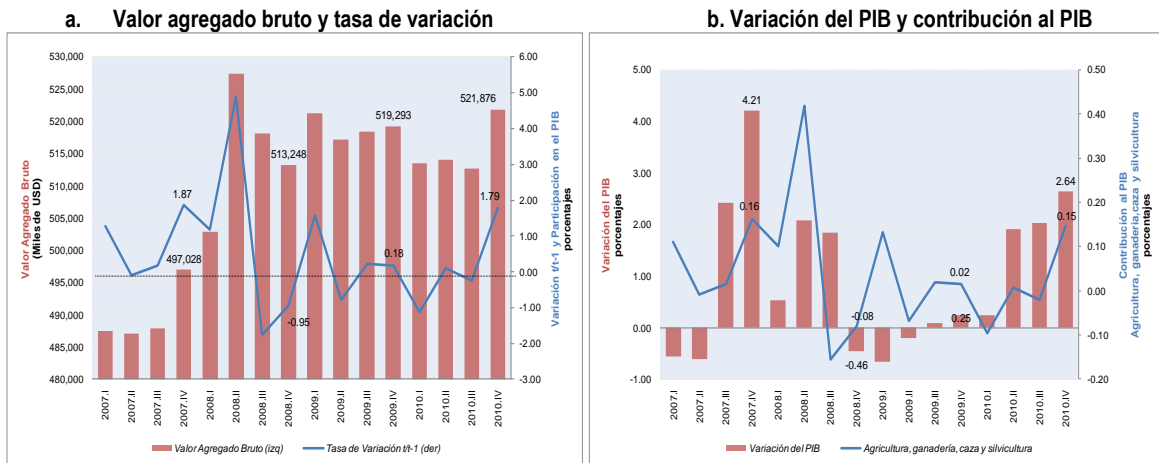 a. Valor agregado bruto y tasa de variación
530,000
525,000
520,000
515,000
510,000
505,000
500,000
495,000
490,000
485,000
480,000
Valor Agregado Bruto
(Miles de USD)
6.00
5.00
4.00
3.00
2.00
1.00
0.00
-1.00
-2.00
-3.00
Variación t/t-1 y Participación en el PIB
porcentajes
497,028
1.87
513,248
-0.95
519,293
0.18
521,876
1.79
2007.I
2007.II
2007.III
2007.IV
2008.I
2008.II
2008.III
2008.IV
2009.I
2009.II
2009.III
2009.IV
2010.I
2010.II
2010.III
2010.IV
Valor Agregado Bruto (izq)
Tasa de Variación t/t-1 (der)
b. Variación del PIB y contribución al PIB
5.00
4.00
3.00
2.00
1.00
0.00
-1.00
Variación del PIB
porcentajes
0.50
0.40
0.30
0.20
0.10
0.00
-0.10
-0.20
Contribución al PIB
Agricultura, ganadería, caza y silvicultura
porcentajes
4.21
0.16
-0.08
-0.46
0.02
0.25
2.64
0.15
2007.I
2007.II
2007.III
2007.IV
2008.I
2008.II
2008.III
2008.IV
2009.I
2009.II
2009.III
2009.IV
2010.I
2010.II
2010.III
2010.IV
Variación del PIB
Agricultura, ganadería, caza y silvicultura